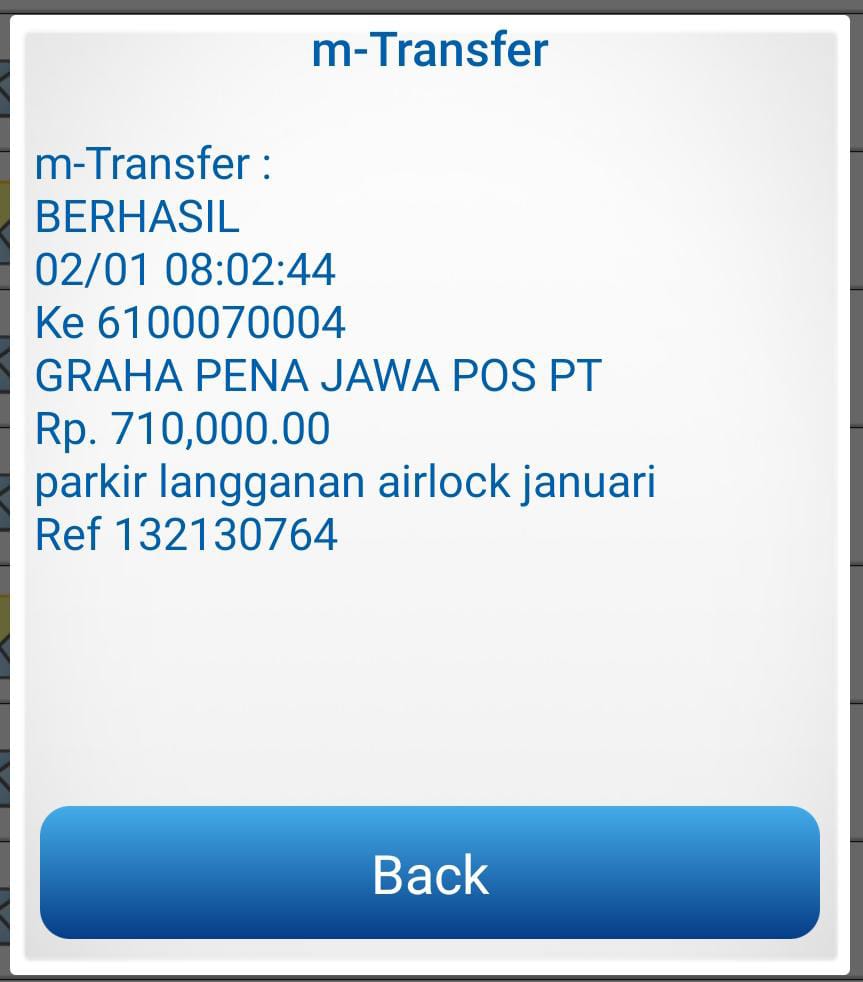 m-Transfer
m-Transfer :
BERHASIL
02/01 08:02:44
Ke 6100070004
GRAHA PENA JAWA POS PT
Rp. 710,000.00
parkir langganan airlock januari
Ref 132130764
Back